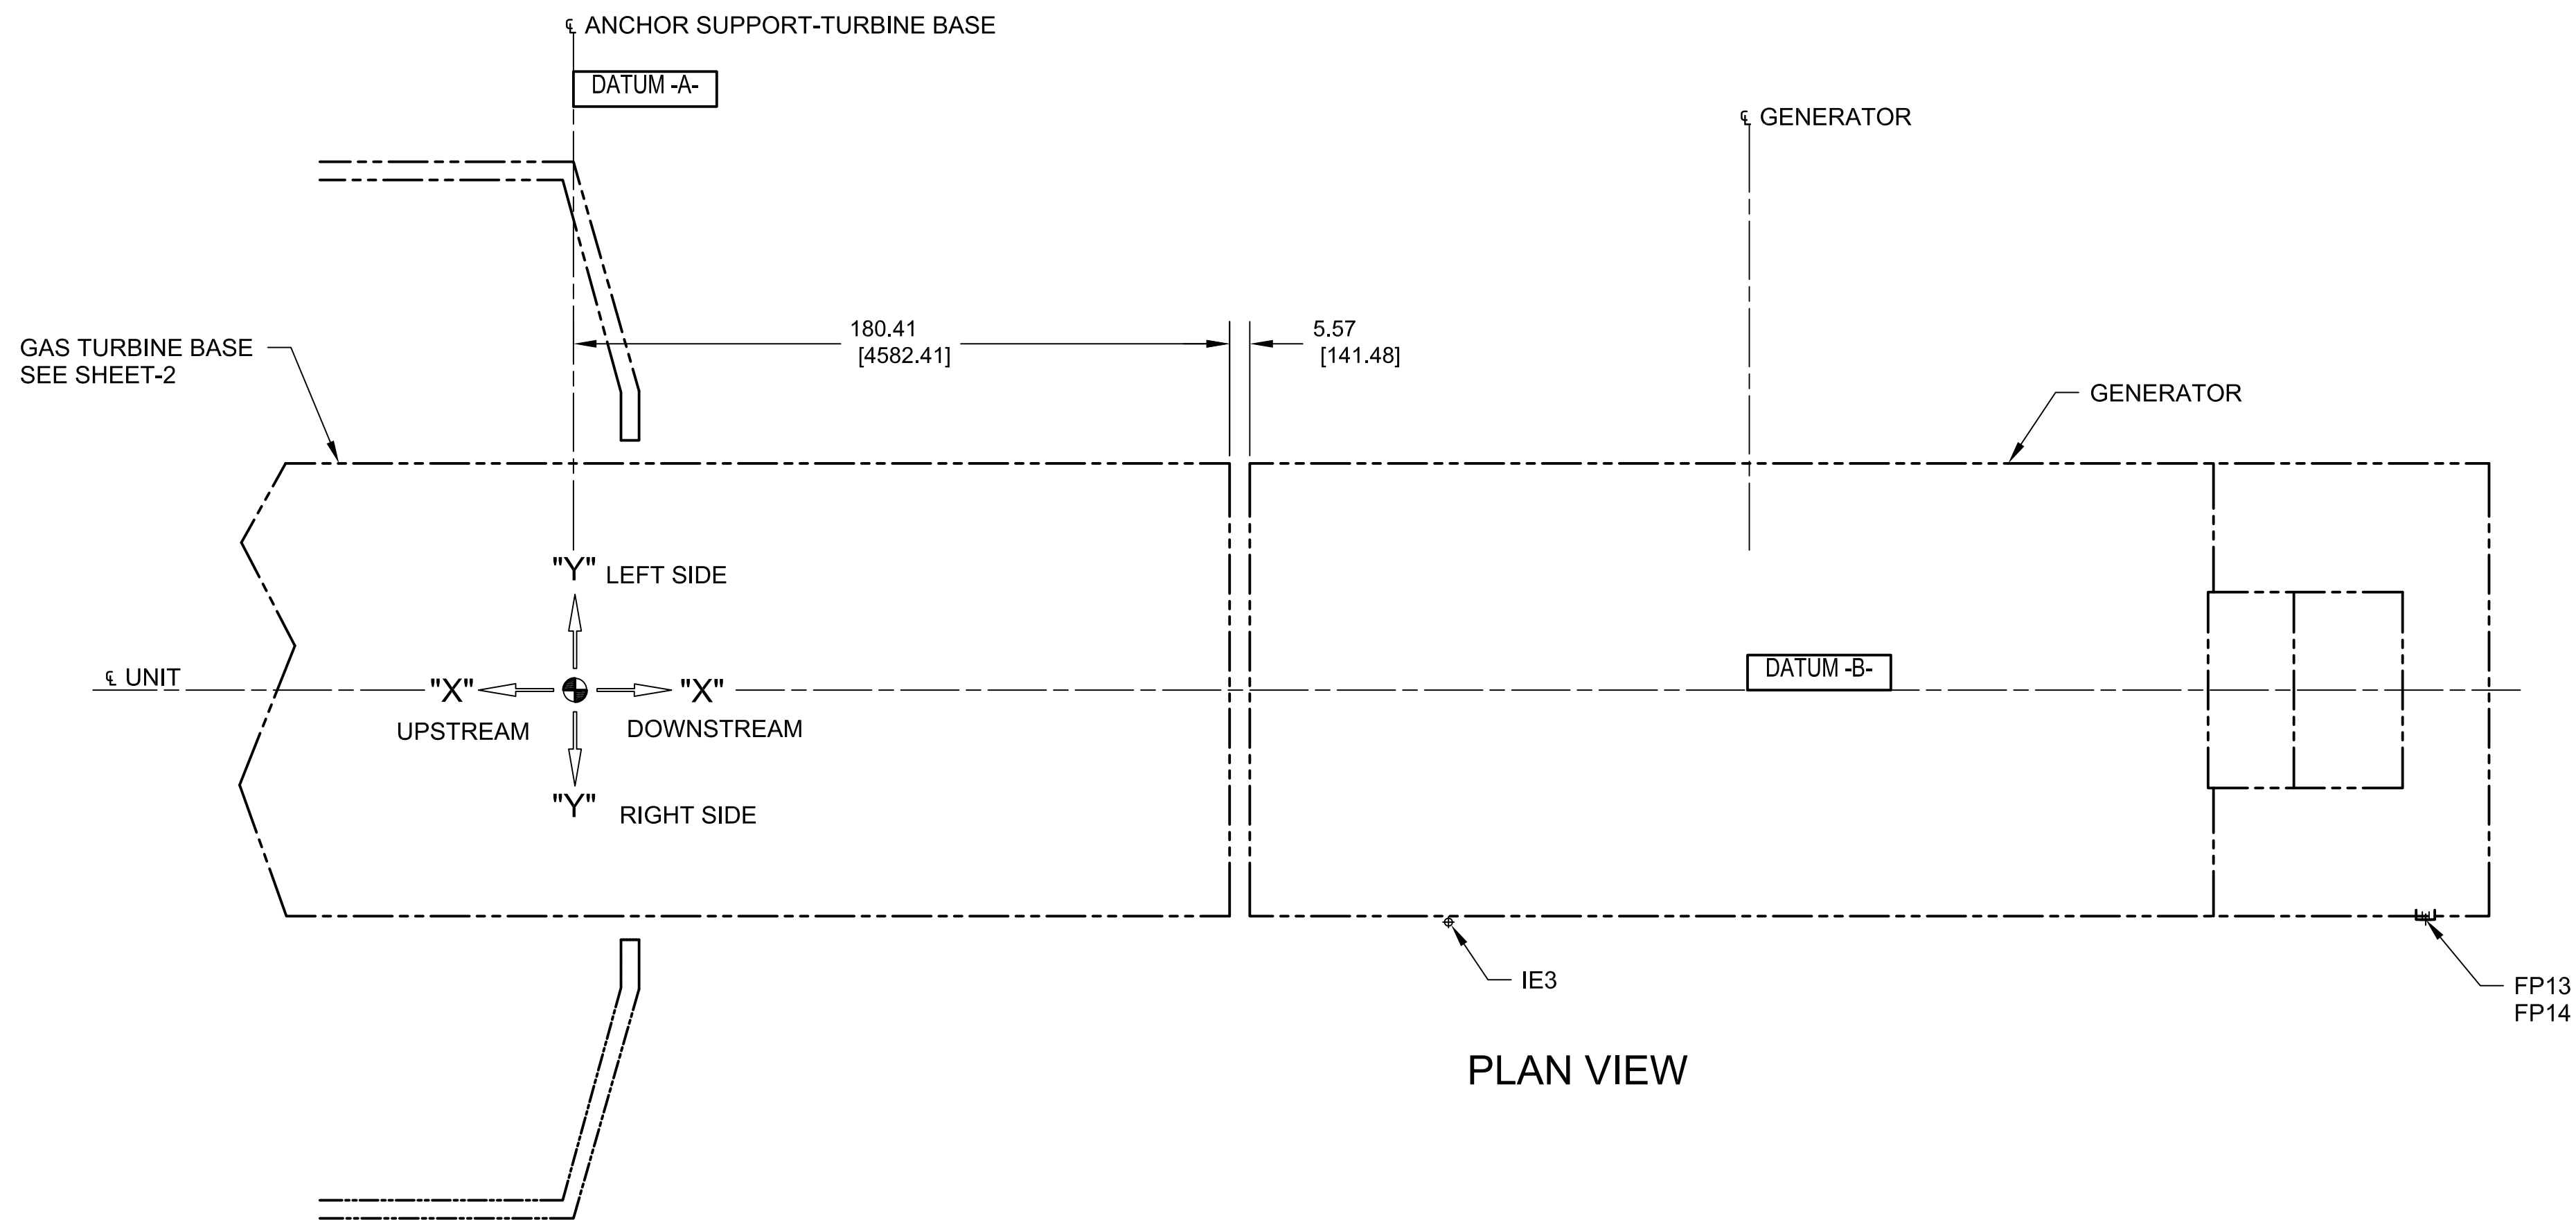 ℄ ANCHOR SUPPORT-TURBINE BASE
DATUM -A-
℄ GENERATOR
180.41
[4582.41]
5.57
[141.48]
GAS TURBINE BASE
SEE SHEET-2
GENERATOR
"Y" LEFT SIDE
℄ UNIT
"X"
"X"
DATUM -B-
UPSTREAM
DOWNSTREAM
"Y" RIGHT SIDE
IE3
FP13
FP14
PLAN VIEW